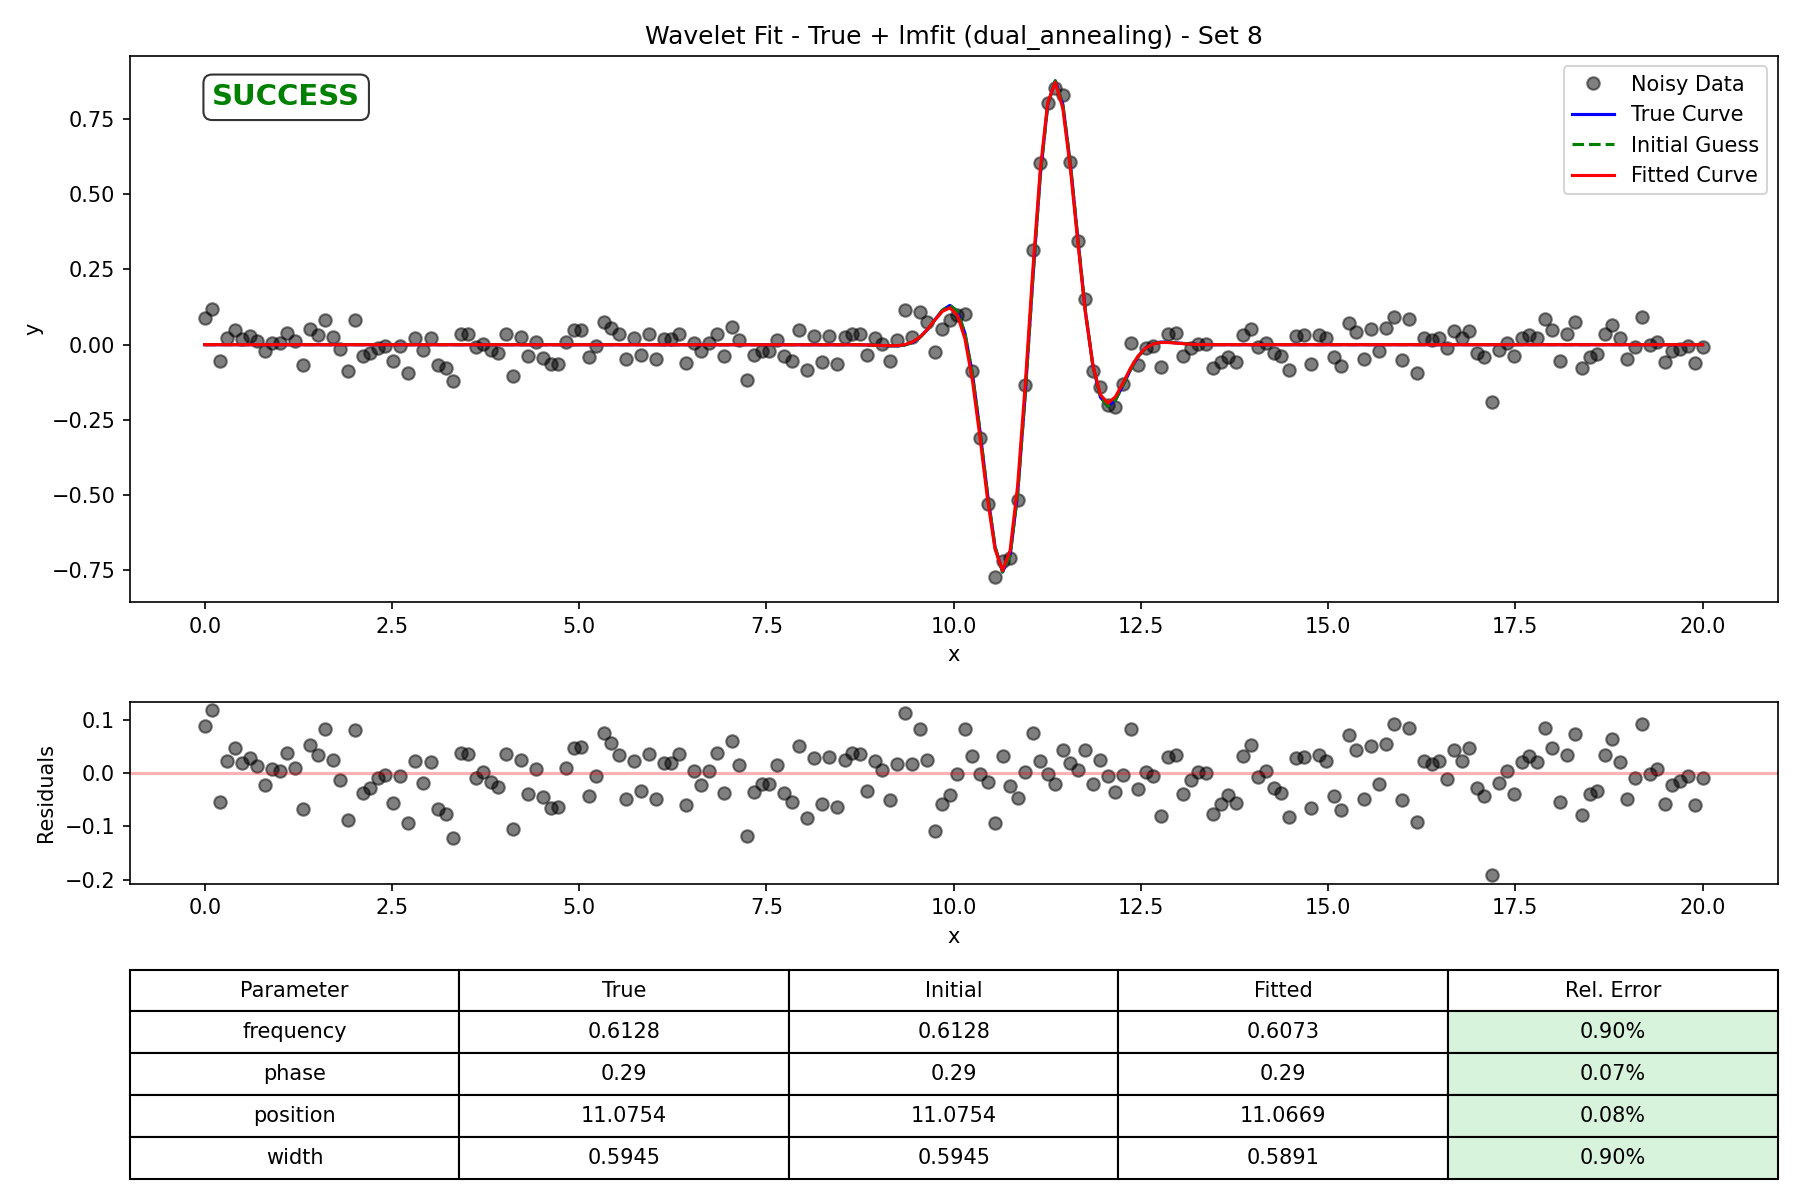 Wavelet Fit - True + lmfit (dual_annealing) - Set 8
SUCCESS
Noisy Data
True Curve
Initial Guess
Fitted Curve
y
0.75
0.50
0.25
0.00
−0.25
−0.50
−0.75
0.0 2.5 5.0 7.5 10.0 12.5 15.0 17.5 20.0
x
Residuals
0.1
0.0
−0.1
−0.2
0.0 2.5 5.0 7.5 10.0 12.5 15.0 17.5 20.0
x
Parameter True Initial Fitted Rel. Error
frequency 0.6128 0.6128 0.6073 0.90%
phase 0.29 0.29 0.29 0.07%
position 11.0754 11.0754 11.0669 0.08%
width 0.5945 0.5945 0.5891 0.90%